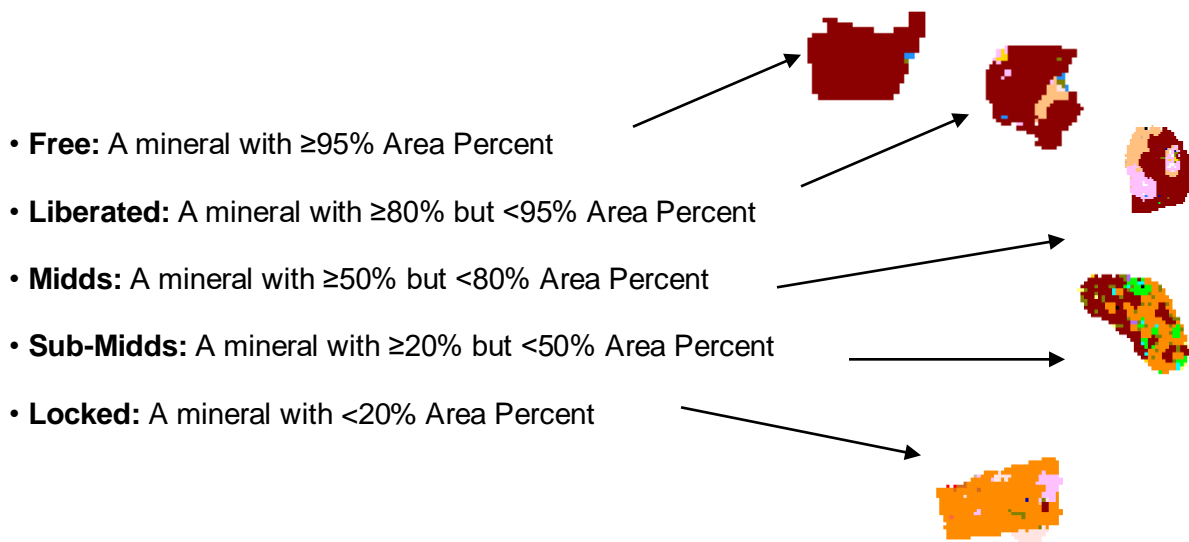 • Free: A mineral with ≥95% Area Percent
• Liberated: A mineral with ≥80% but <95% Area Percent
• Midds: A mineral with ≥50% but <80% Area Percent
• Sub-Midds: A mineral with ≥20% but <50% Area Percent
• Locked: A mineral with <20% Area Percent